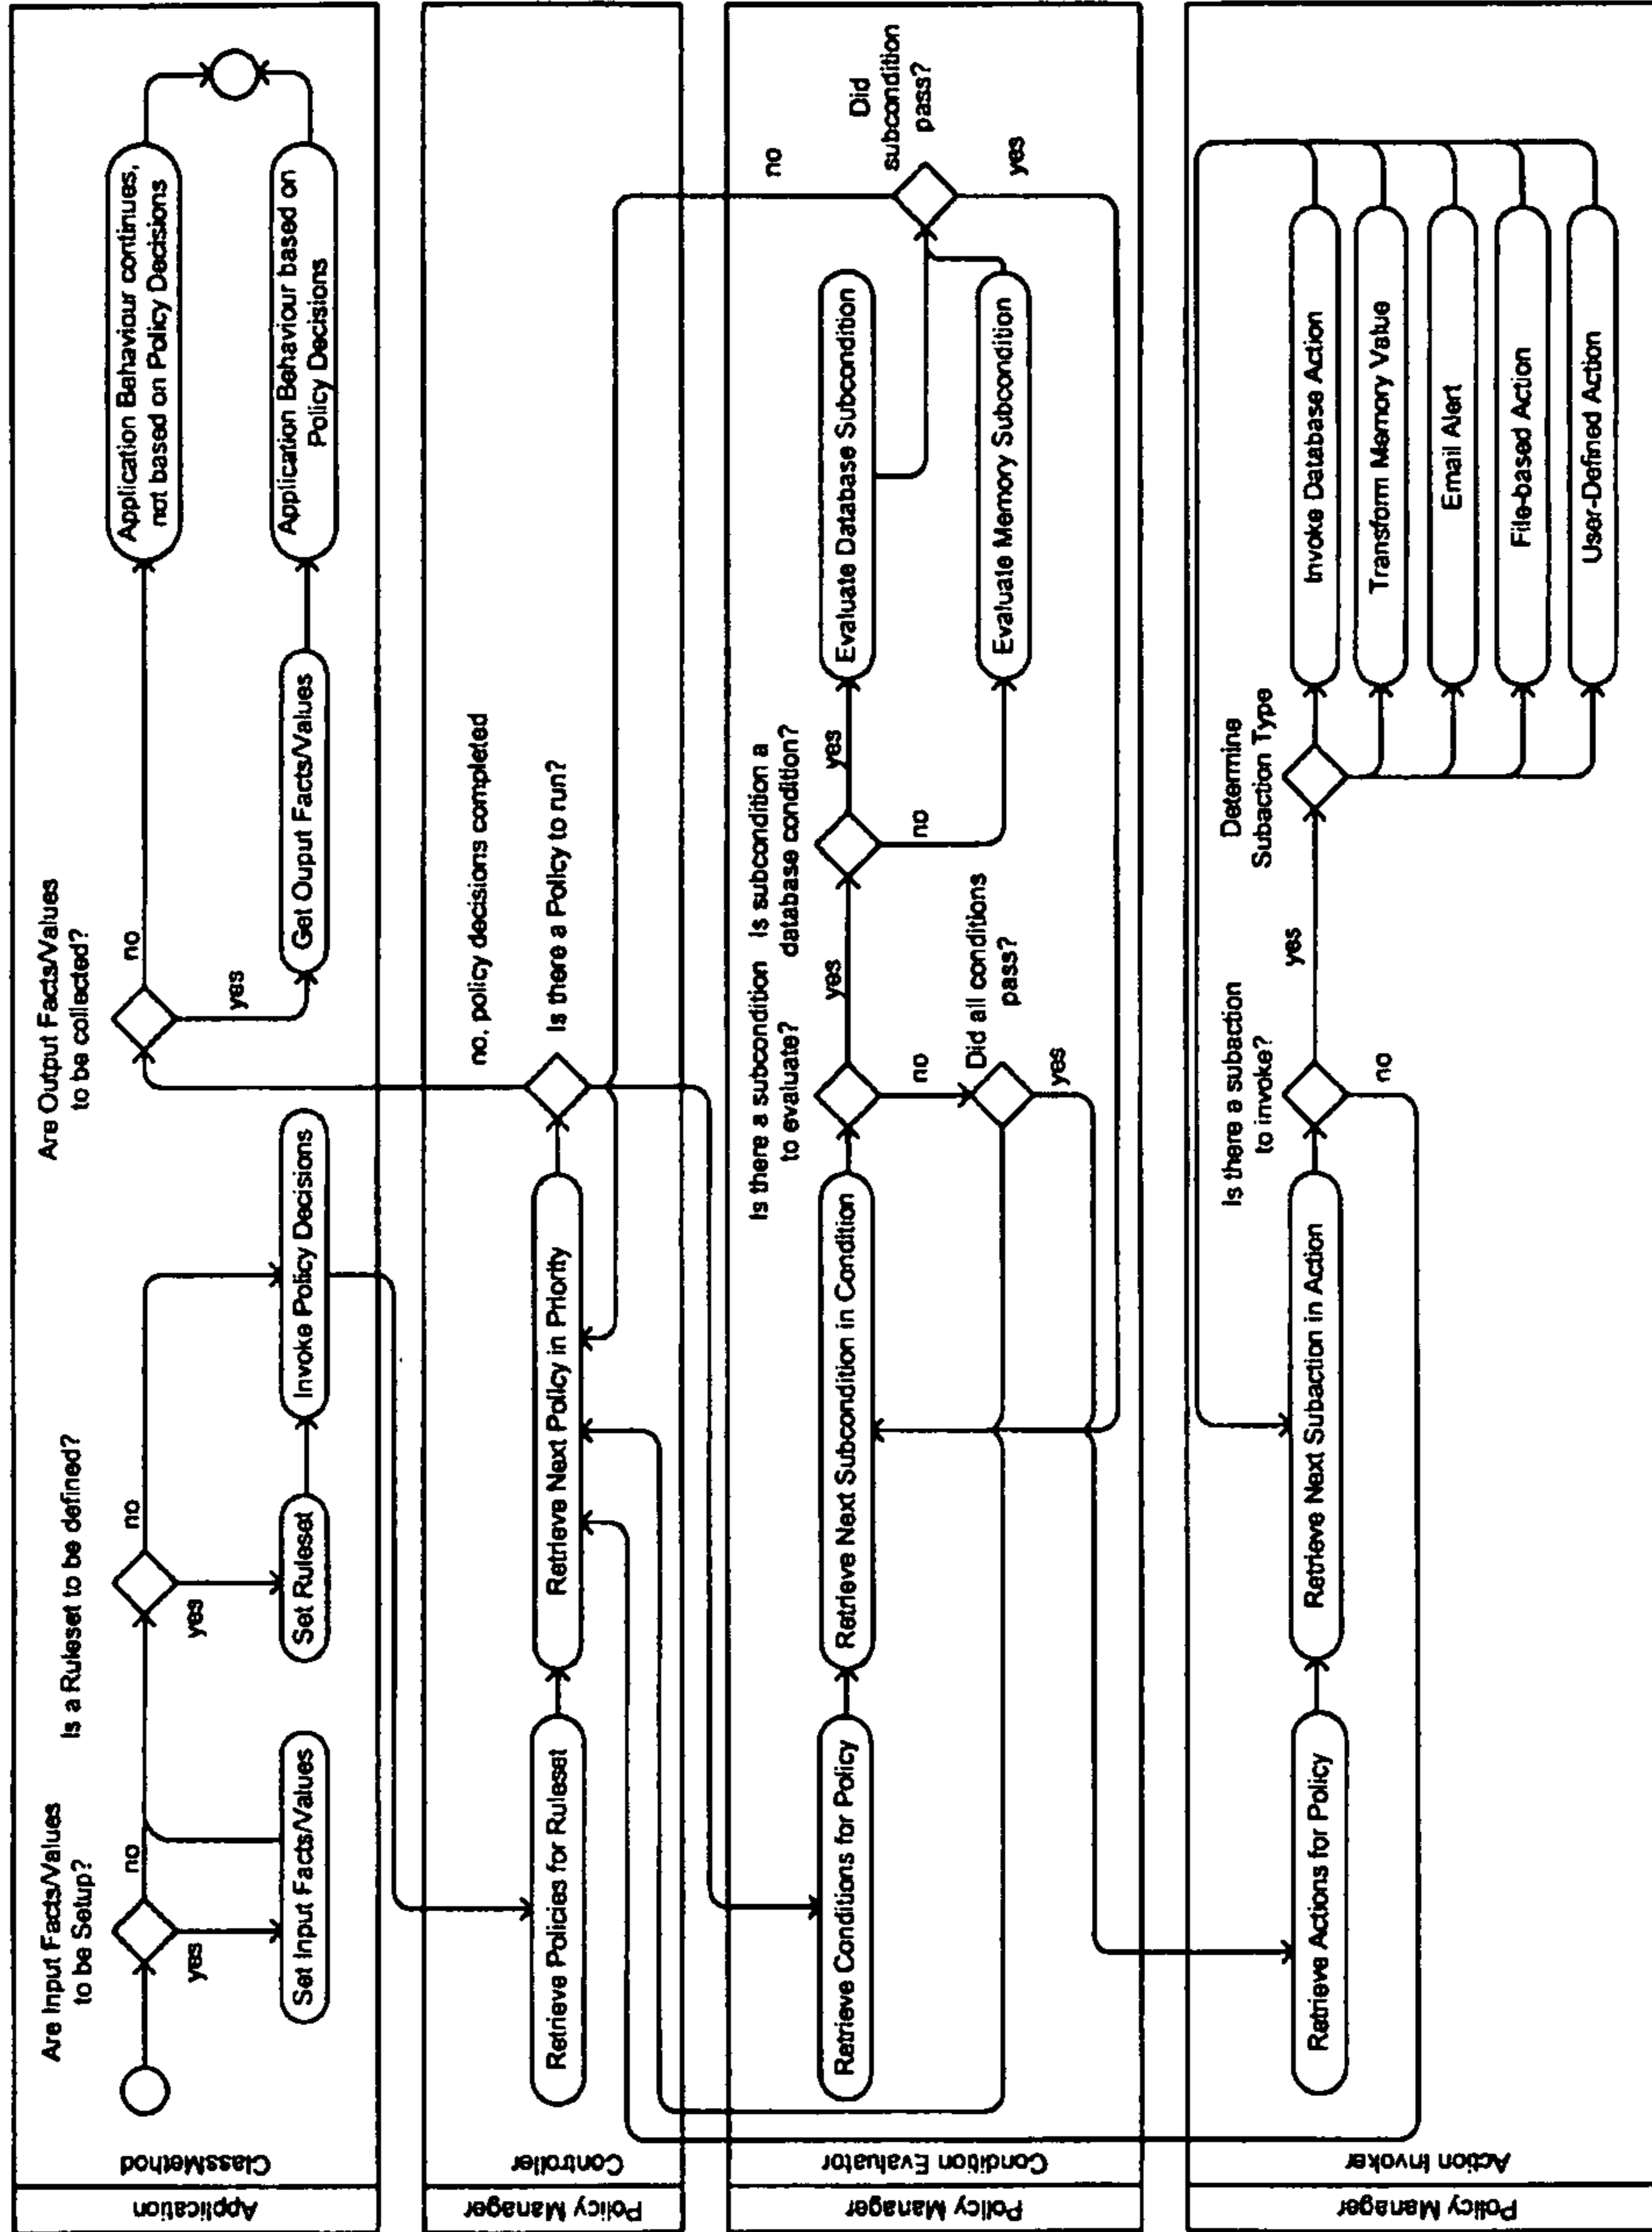 Application
ClassMethod
Are Input Facts/Values
to be Setup?
no
yes
Set Input Facts/Values
Is a Ruleset to be defined?
no
yes
Set Ruleset
Invoke Policy Decisions
Are Output Facts/Values
to be collected?
no
yes
Get Ouput Facts/Values
Application Behaviour continues,
not based on Policy Decisions
Application Behaviour based on
Policy Decisions
Policy Manager
Controller
Retrieve Policies for Ruleset
Retrieve Next Policy in Priority
no, policy decisions completed
Is there a Policy to run?
Policy Manager
Condition Evaluator
Retrieve Conditions for Policy
Retrieve Next Subcondition in Condition
Is there a subcondition
to evaluate?
yes
no
Did all conditions
pass?
yes
Is subcondition a
database condition?
yes
no
Evaluate Database Subcondition
Evaluate Memory Subcondition
no
Did
subcondition
pass?
yes
Policy Manager
Action Invoker
Retrieve Actions for Policy
Retrieve Next Subaction in Action
Is there a subaction
to invoke?
yes
no
Determine
Subaction Type
Invoke Database Action
Transform Memory Value
Email Alert
File-based Action
User-Defined Action